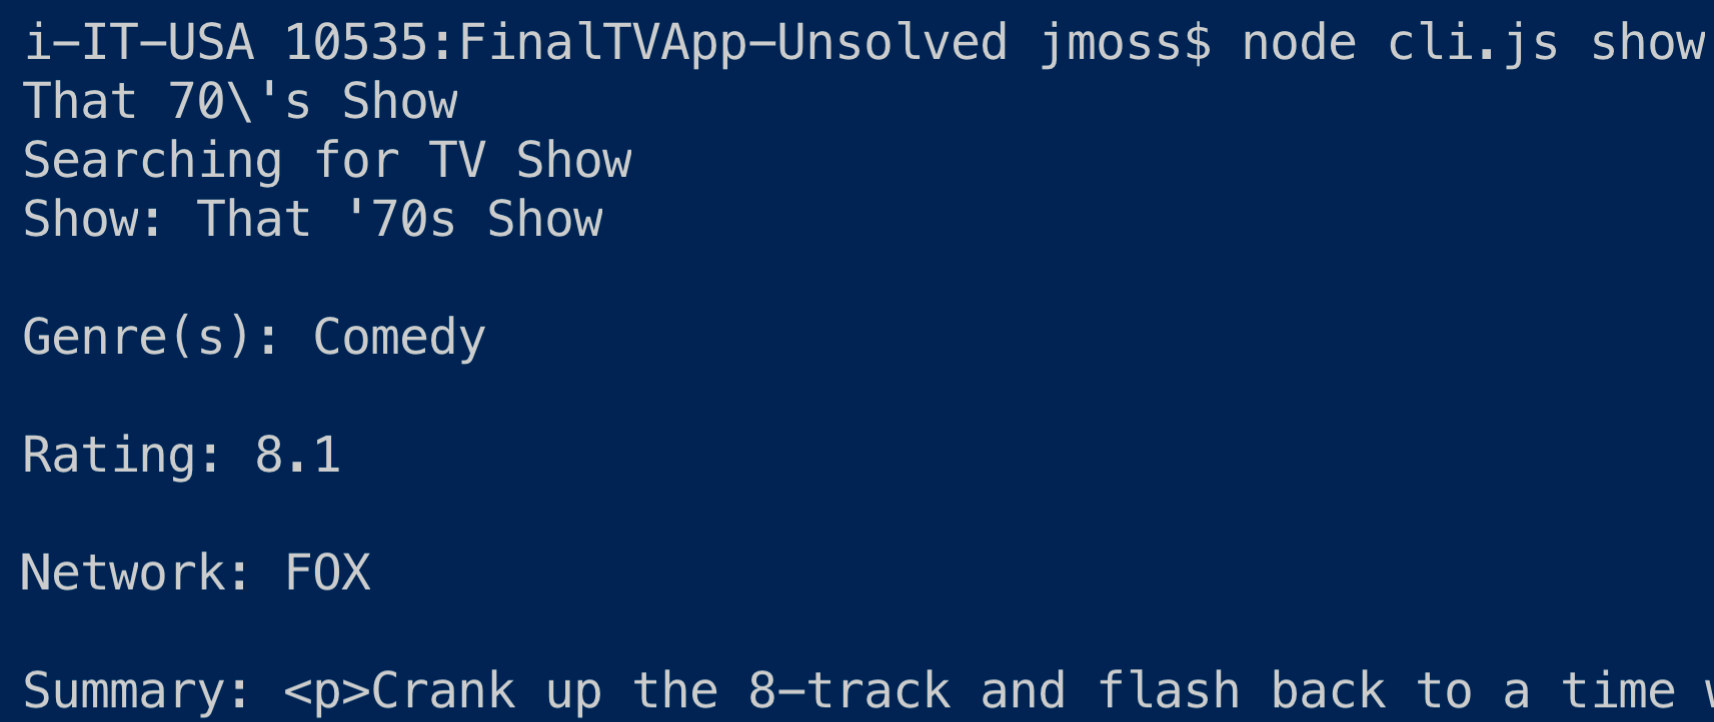 i-IT-USA 10535:FinalTVApp-Unsolved jmoss$ node cli.js show
That 70\'s Show
Searching for TV Show
Show: That '70s Show
Genre(s): Comedy
Rating: 8.1
Network: FOX
Summary: <p>Crank up the 8-track and flash back to a time